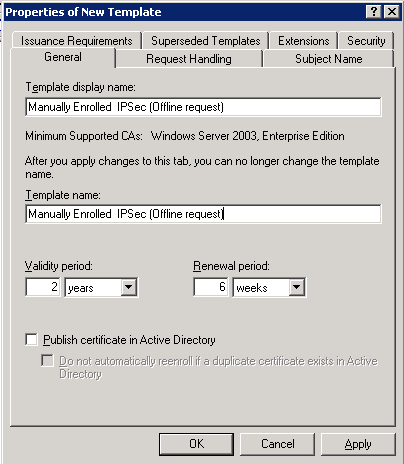 Properties of New Template
Issuance Requirements Superseded Templates Extensions Security
General Request Handling Subject Name
Template display name:
Manually Enrolled  IPSec (Offline request)
Minimum Supported CAs:   Windows Server 2003, Enterprise Edition
After you apply changes to this tab, you can no longer change the template
name.
Template name:
Manually Enrolled  IPSec (Offline request)
Validity period: Renewal period:
2 years 6 weeks
Publish certificate in Active Directory
Do not automatically reenroll if a duplicate certificate exists in Active
Directory
OK Cancel Apply